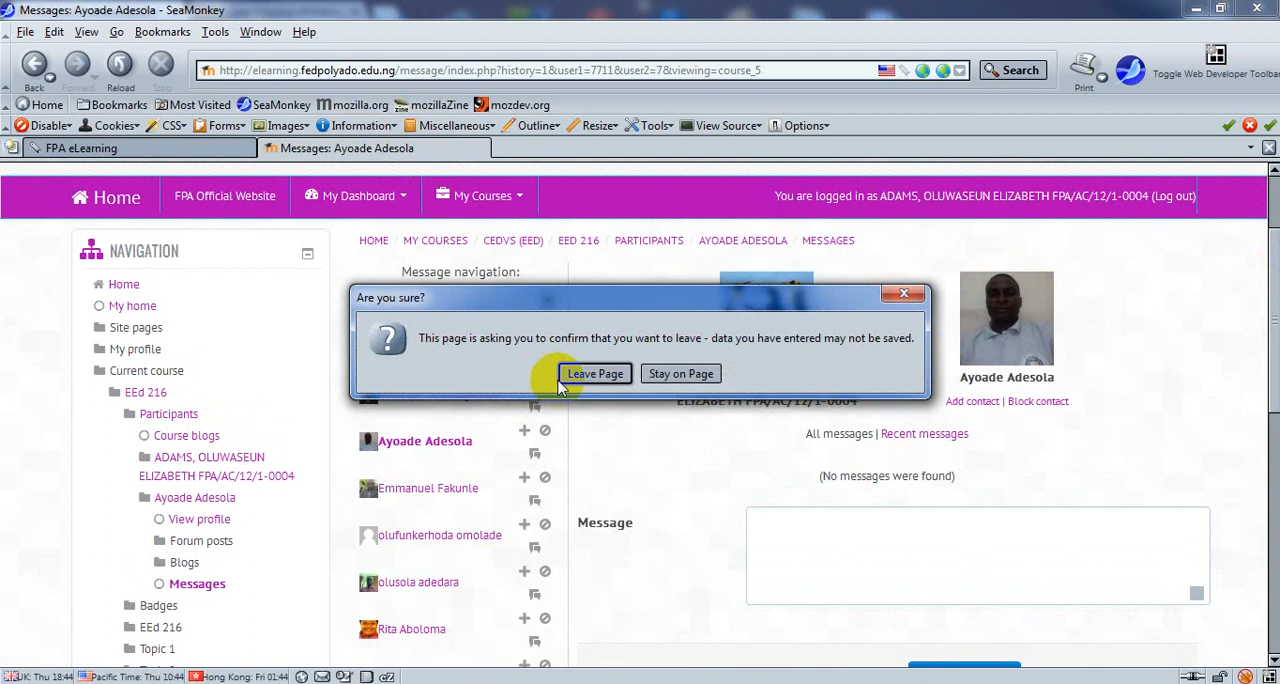 Messages: Ayoade Adesola - SeaMonkey
File Edit View Go Bookmarks Tools Window Help
Back Forward Reload Stop
http://elearning.fedpolyado.edu.ng/message/index.php?history=1&user1=7711&user2=7&viewing=course_5
Search
Print
Toggle Web Developer Toolbar
Home Bookmarks Most Visited SeaMonkey mozilla.org mozillaZine mozdev.org
Disable Cookies CSS Forms Images Information Miscellaneous Outline Resize Tools View Source Options
FPA eLearning
Messages: Ayoade Adesola
Home FPA Official Website My Dashboard My Courses You are logged in as ADAMS, OLUWASEUN ELIZABETH FPA/AC/12/1-0004 (Log out)
NAVIGATION
Home
My home
Site pages
My profile
Current course
EEd 216
Participants
Course blogs
ADAMS, OLUWASEUN
ELIZABETH FPA/AC/12/1-0004
Ayoade Adesola
View profile
Forum posts
Blogs
Messages
Badges
EEd 216
Topic 1
HOME / MY COURSES / CEDVS (EED) / EED 216 / PARTICIPANTS / AYOADE ADESOLA / MESSAGES
Message navigation:
Are you sure?
This page is asking you to confirm that you want to leave - data you have entered may not be saved.
Leave Page Stay on Page
ELIZABETH FPA/AC/12/1-0004
Ayoade Adesola
Add contact | Block contact
Ayoade Adesola
Emmanuel Fakunle
olufunkerhoda omolade
olusola adedara
Rita Aboloma
All messages | Recent messages
(No messages were found)
Message
UK: Thu 18:44 Pacific Time: Thu 10:44 Hong Kong: Fri 01:44